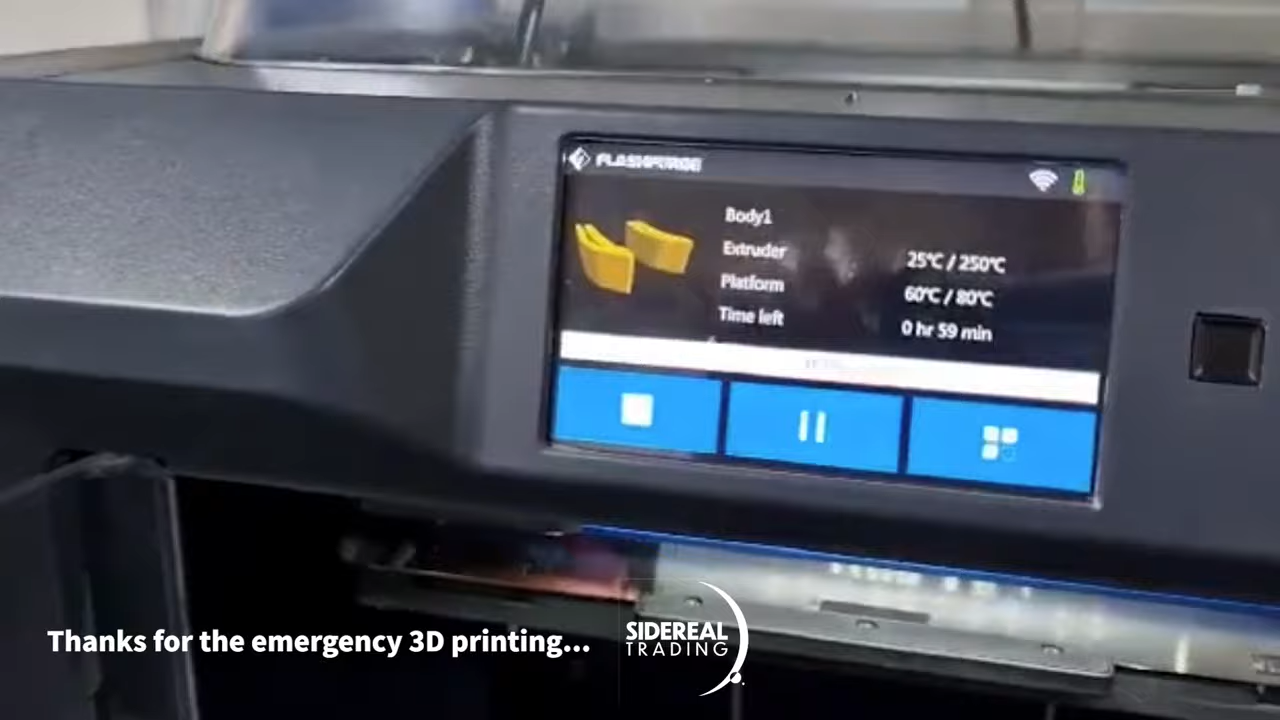 FLASHFORGE
Body1
Extruder 25℃ / 250℃
Platform 60℃ / 80℃
Time left 0 hr 59 min
Thanks for the emergency 3D printing...
SIDEREAL
TRADING